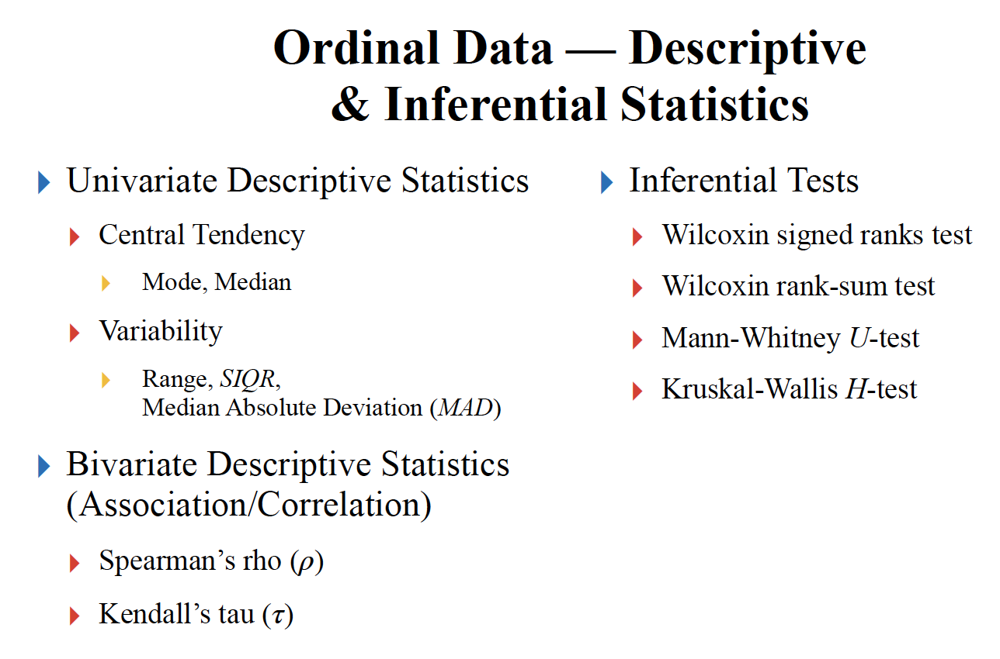 Ordinal Data — Descriptive
& Inferential Statistics
Univariate Descriptive Statistics
Central Tendency
Mode, Median
Variability
Range, SIQR,
Median Absolute Deviation (MAD)
Bivariate Descriptive Statistics
(Association/Correlation)
Spearman’s rho (ρ)
Kendall’s tau (τ)
Inferential Tests
Wilcoxin signed ranks test
Wilcoxin rank-sum test
Mann-Whitney U-test
Kruskal-Wallis H-test